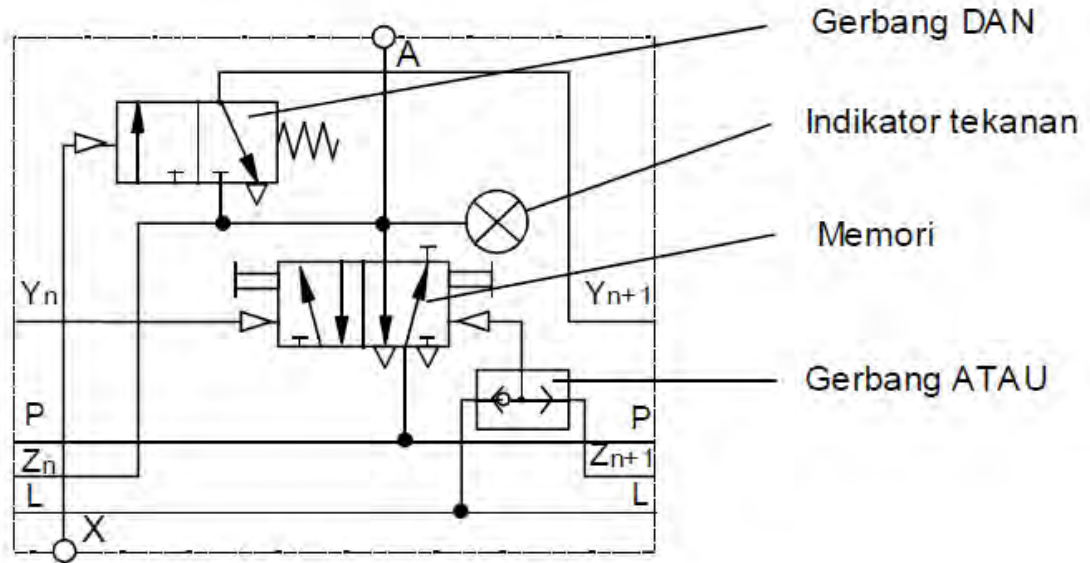 Gerbang DAN
A
Indikator tekanan
Memori
Yn
Yn+1
Gerbang ATAU
P
P
Zn
Zn+1
L
L
X